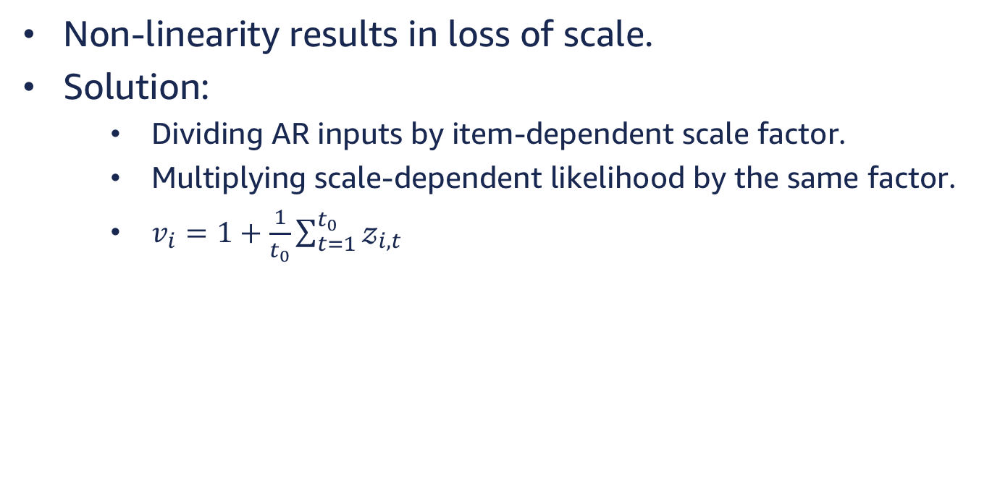 • Non-linearity results in loss of scale.
• Solution:
• Dividing AR inputs by item-dependent scale factor.
• Multiplying scale-dependent likelihood by the same factor.
• $v_i = 1 + \frac{1}{t_0} \sum_{t=1}^{t_0} z_{i,t}$